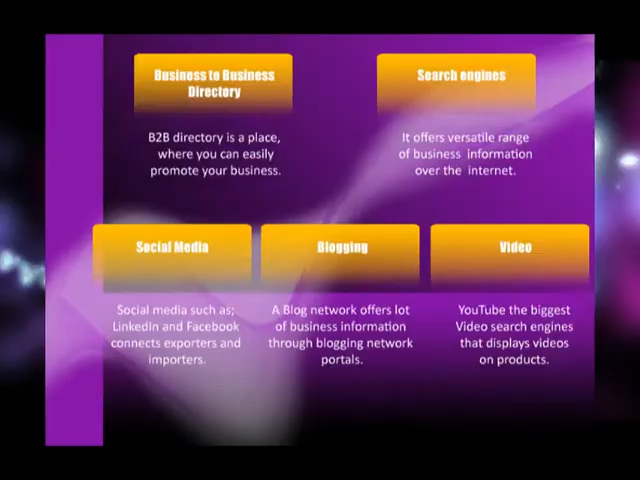 Business to Business
Directory
Search engines
B2B directory is a place,
where you can easily
promote your business.
It offers versatile range
of business information
over the internet.
Social Media
Blogging
Video
Social media such as;
LinkedIn and Facebook
connects exporters and
importers.
A Blog network offers lot
of business information
through blogging network
portals.
YouTube the biggest
Video search engines
that displays videos
on products.